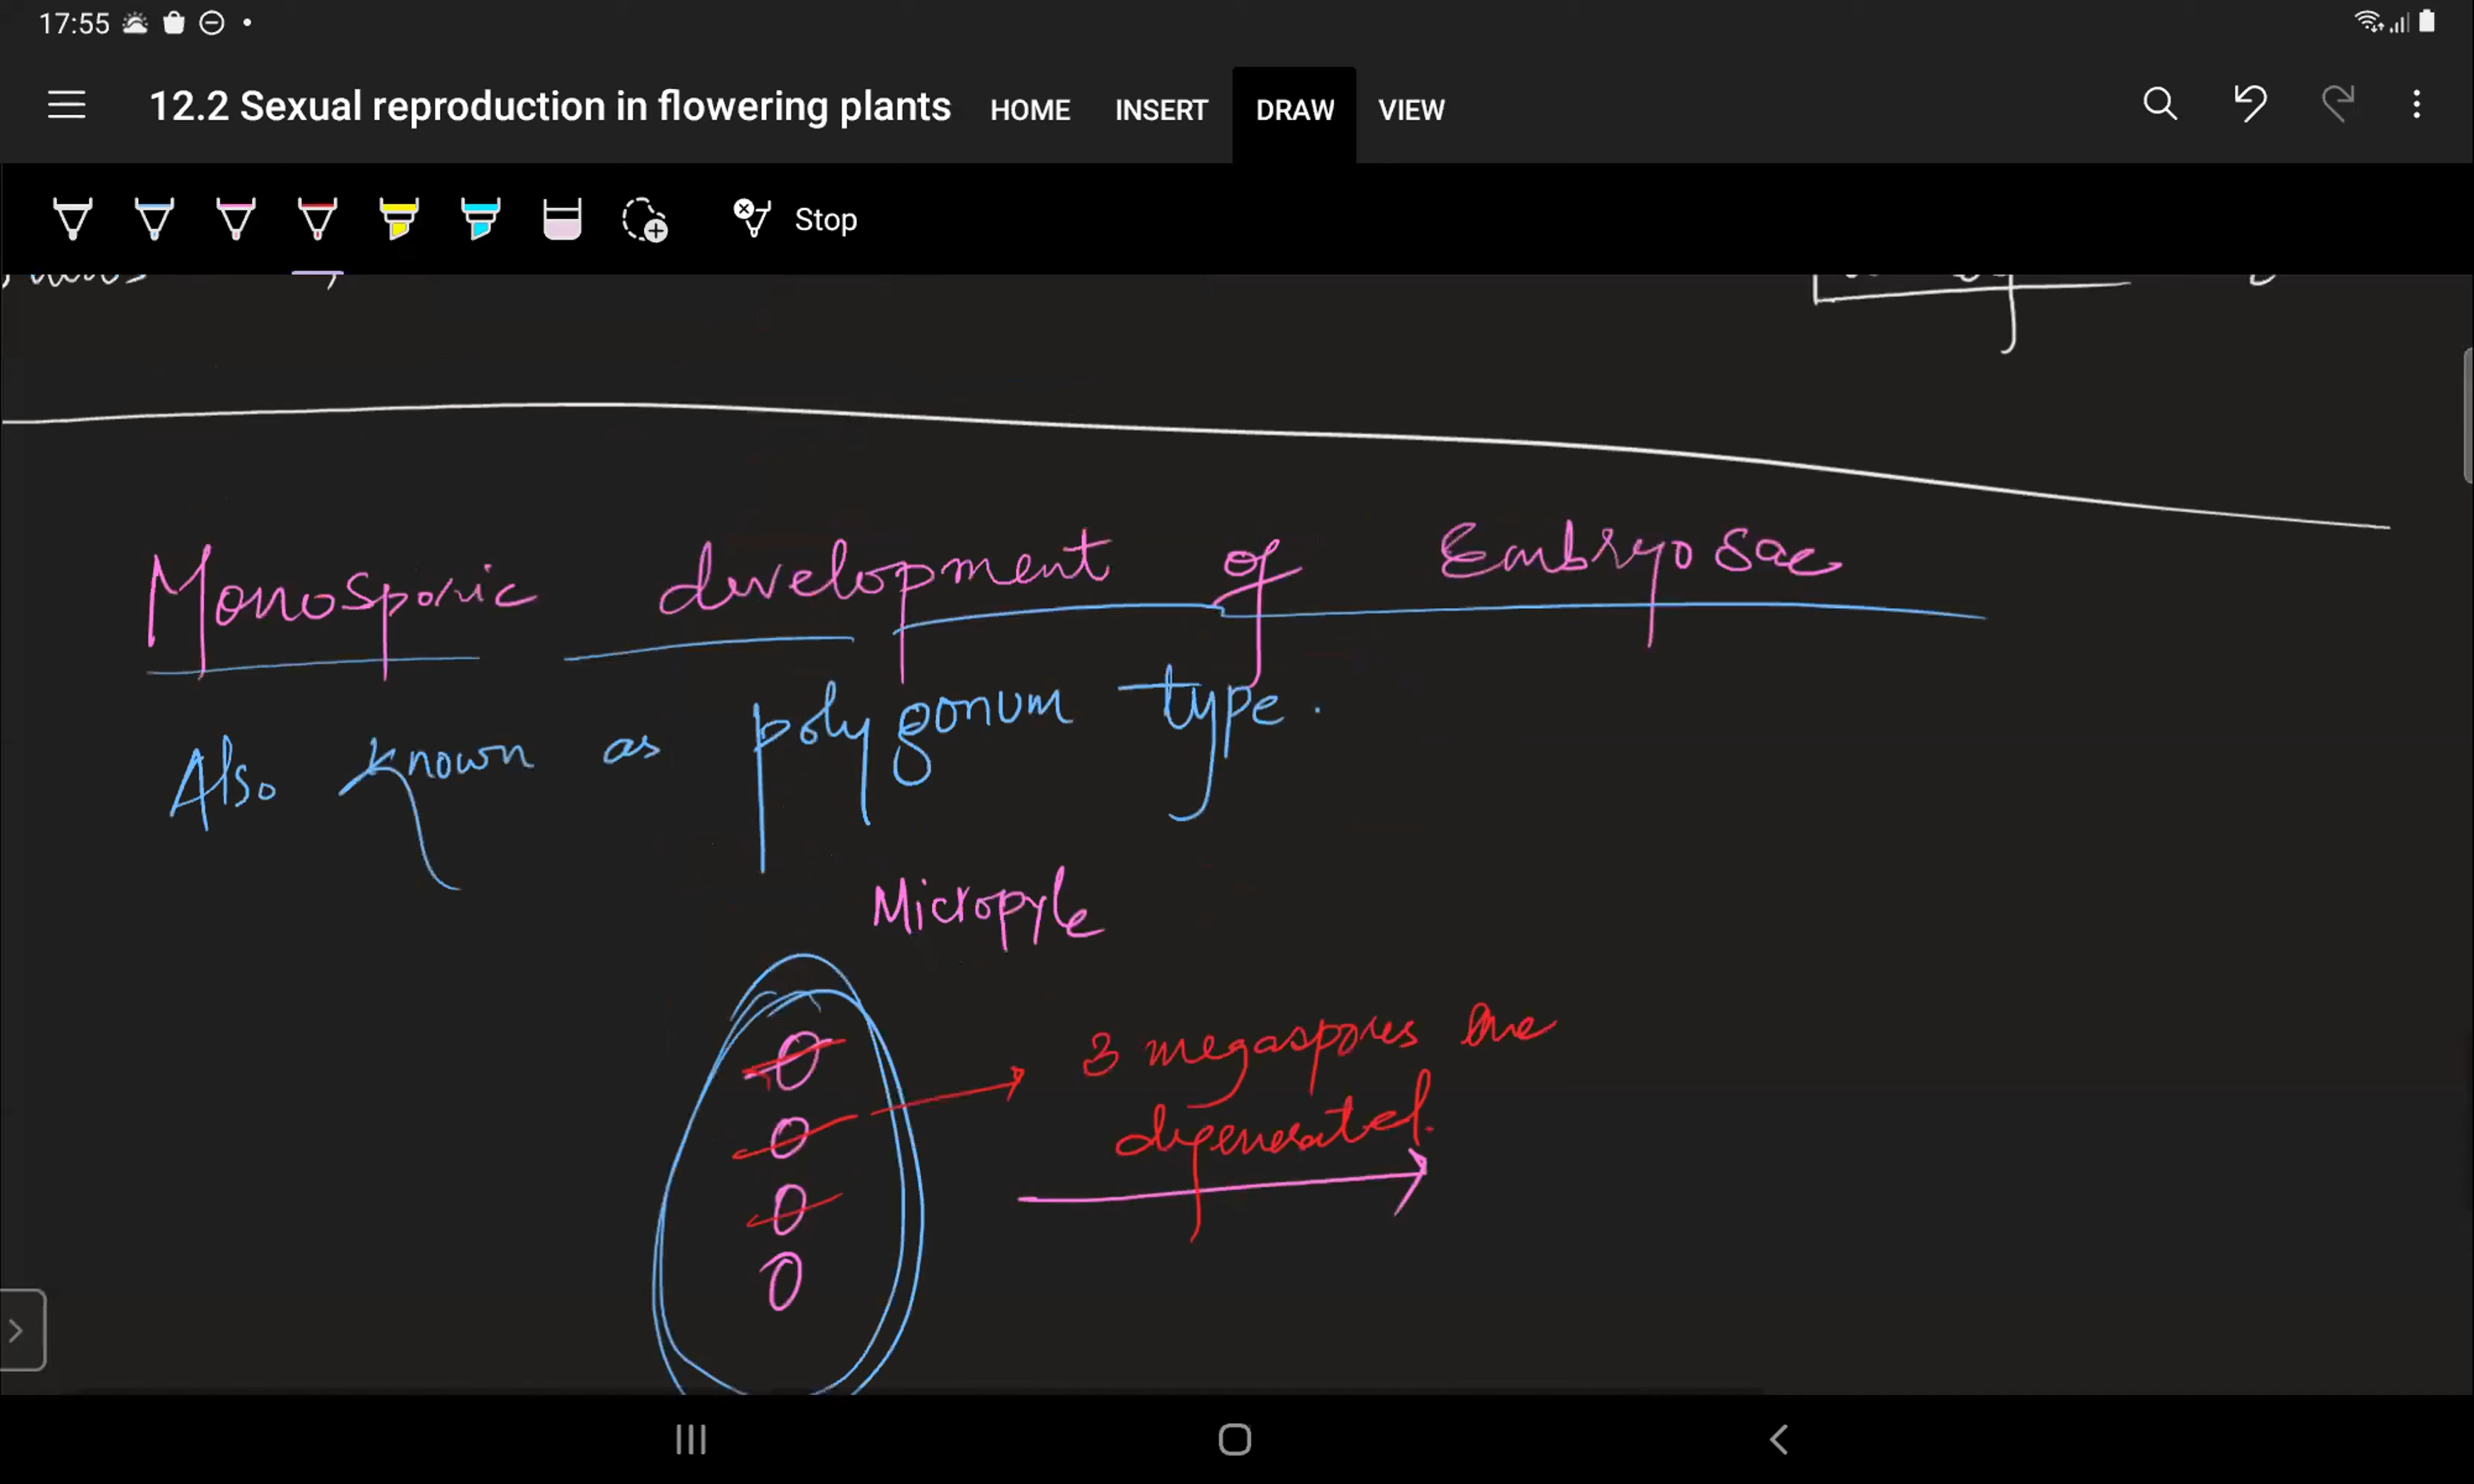 17:55
12.2 Sexual reproduction in flowering plants HOME INSERT DRAW VIEW
Stop
Monosporic development of Embryo sac
Also known as polygonum type.
Micropyle
3 megaspores are
degenerated.